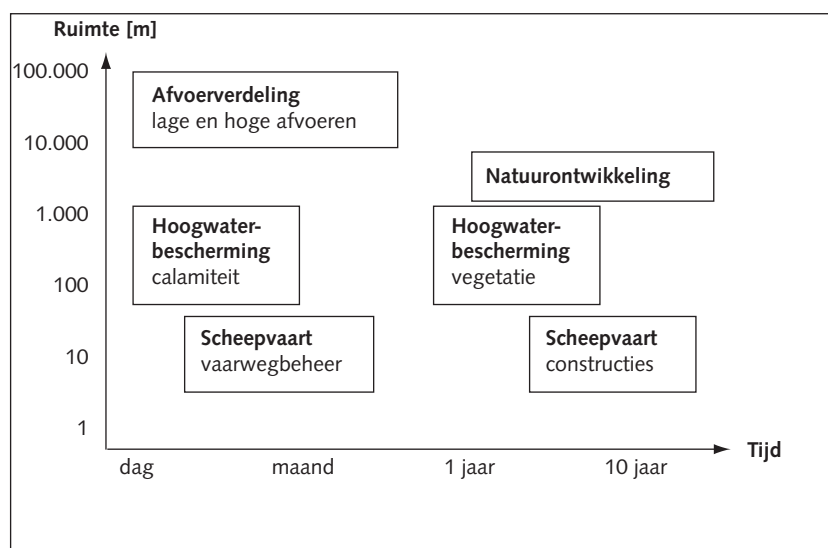 Ruimte [m]
100.000
Afvoerverdeling
lage en hoge afvoeren
10.000
Natuurontwikkeling
1.000
Hoogwater-
bescherming
calamiteit
Hoogwater-
bescherming
vegetatie
100
Scheepvaart
vaarwegbeheer
Scheepvaart
constructies
10
1
Tijd
dag maand 1 jaar 10 jaar